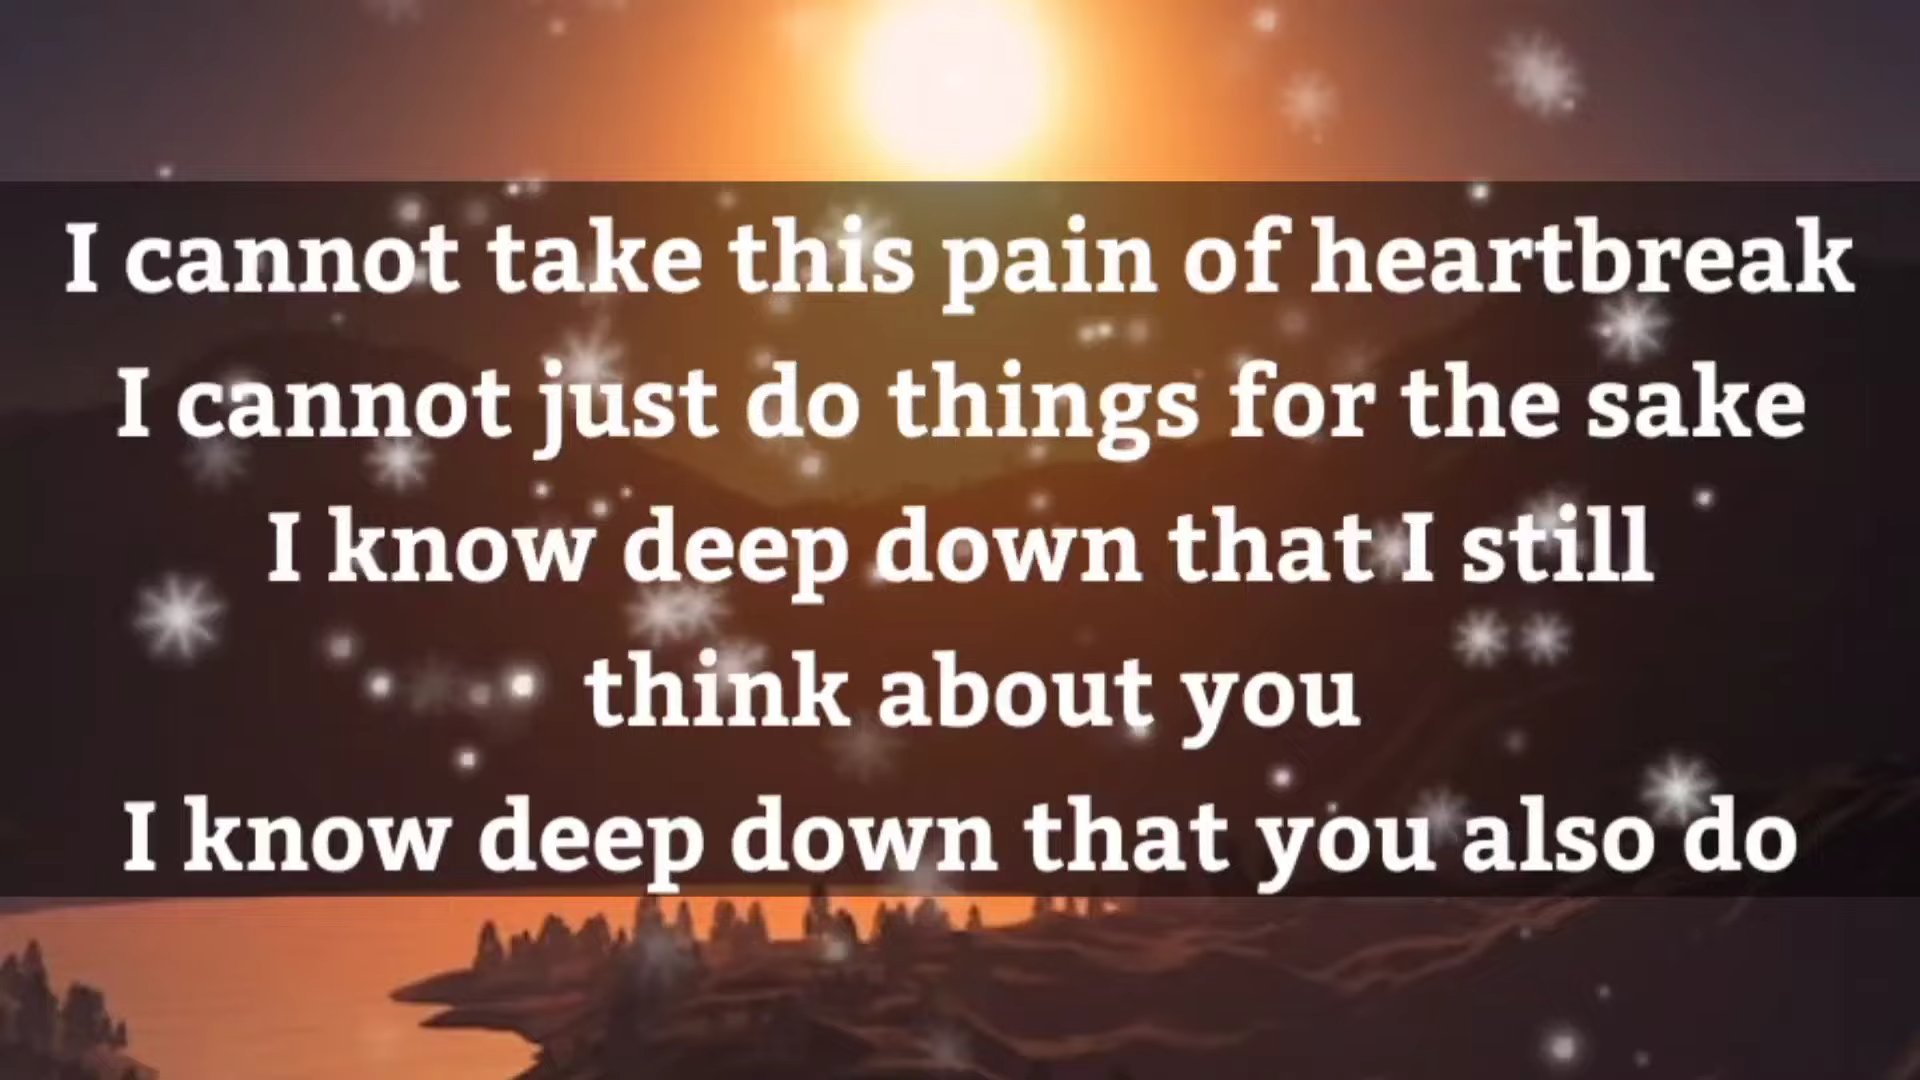 I cannot take this pain of heartbreak
I cannot just do things for the sake
I know deep down that I still
think about you
I know deep down that you also do